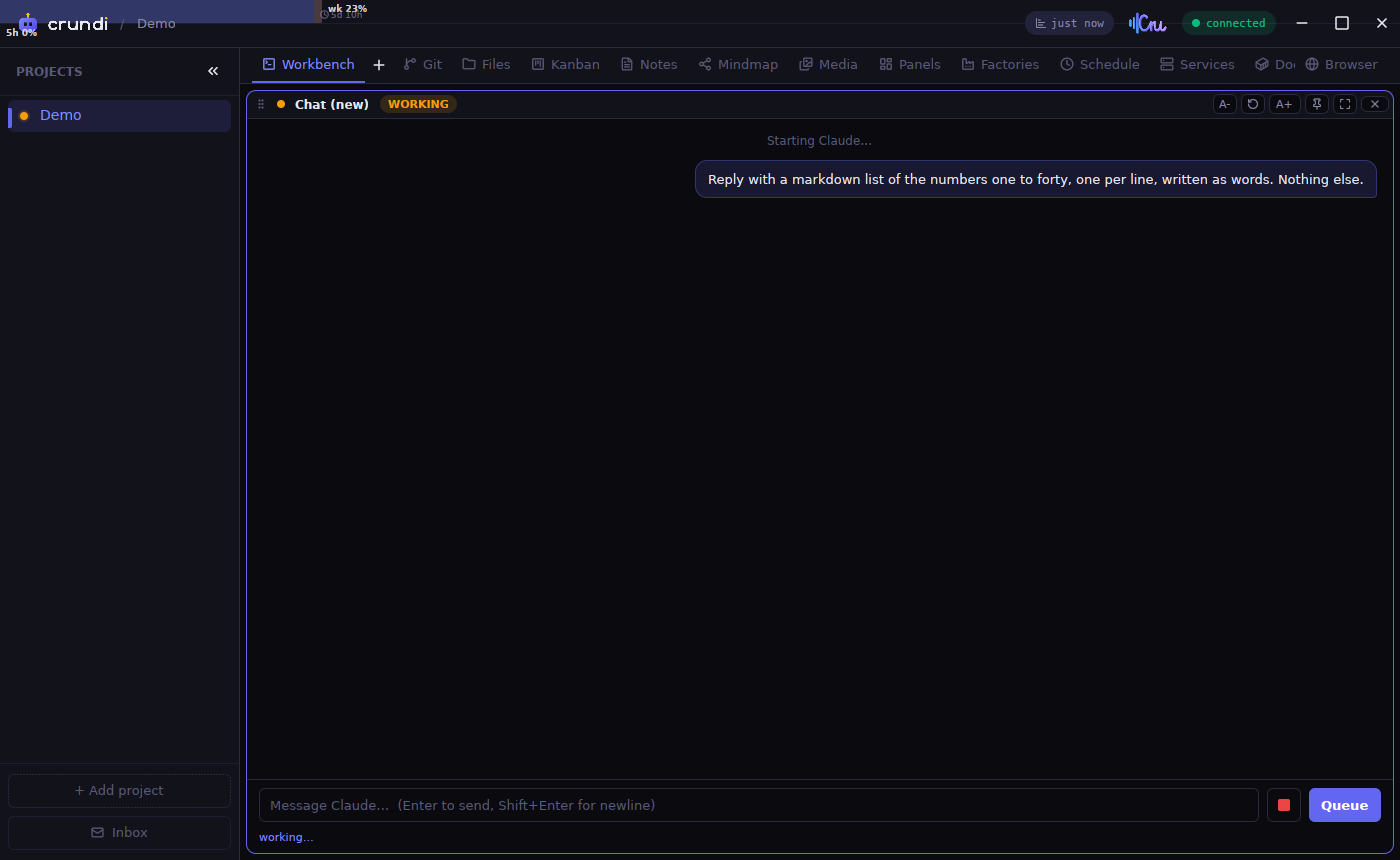 wk 23%
5d 10h
5h 0%
crundi / Demo
just now
Cru
connected
PROJECTS
Workbench
Git
Files
Kanban
Notes
Mindmap
Media
Panels
Factories
Schedule
Services
Do
Browser
Demo
Chat (new)
WORKING
A-
A+
Starting Claude...
Reply with a markdown list of the numbers one to forty, one per line, written as words. Nothing else.
+ Add project
Inbox
Message Claude... (Enter to send, Shift+Enter for newline)
Queue
working...